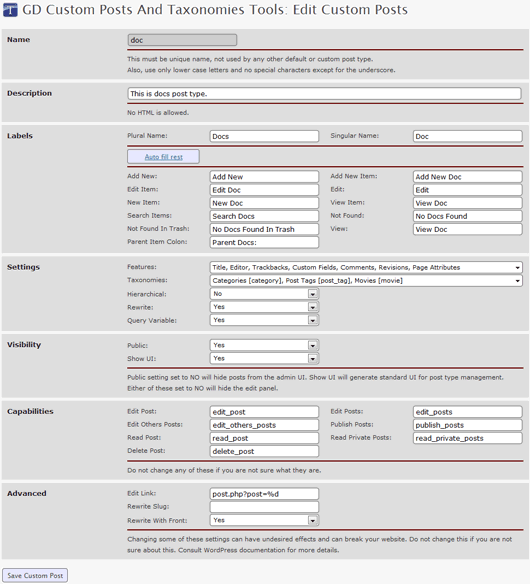 GD Custom Posts And Taxonomies Tools: Edit Custom Posts
Name
doc
This must be unique name, not used by any other default or custom post type.
Also, use only lower case letters and no special characters except for the underscore.
Description
This is docs post type.
No HTML is allowed.
Labels
Plural Name: Docs Singular Name: Doc
Auto fill rest
Add New: Add New Add New Item: Add New Doc
Edit Item: Edit Doc Edit: Edit
New Item: New Doc View Item: View Doc
Search Items: Search Docs Not Found: No Docs Found
Not Found In Trash: No Docs Found In Trash View: View Doc
Parent Item Colon: Parent Docs:
Settings
Features: Title, Editor, Trackbacks, Custom Fields, Comments, Revisions, Page Attributes
Taxonomies: Categories [category], Post Tags [post_tag], Movies [movie]
Hierarchical: No
Rewrite: Yes
Query Variable: Yes
Visibility
Public: Yes
Show UI: Yes
Public setting set to NO will hide posts from the admin UI. Show UI will generate standard UI for post type management.
Either of these set to NO will hide the edit panel.
Capabilities
Edit Post: edit_post Edit Posts: edit_posts
Edit Others Posts: edit_others_posts Publish Posts: publish_posts
Read Post: read_post Read Private Posts: read_private_posts
Delete Post: delete_post
Do not change any of these if you are not sure what they are.
Advanced
Edit Link: post.php?post=%d
Rewrite Slug:
Rewrite With Front: Yes
Changing some of these settings can have undesired effects and can break your website. Do not change this if you are not
sure about this. Consult WordPress documentation for more details.
Save Custom Post